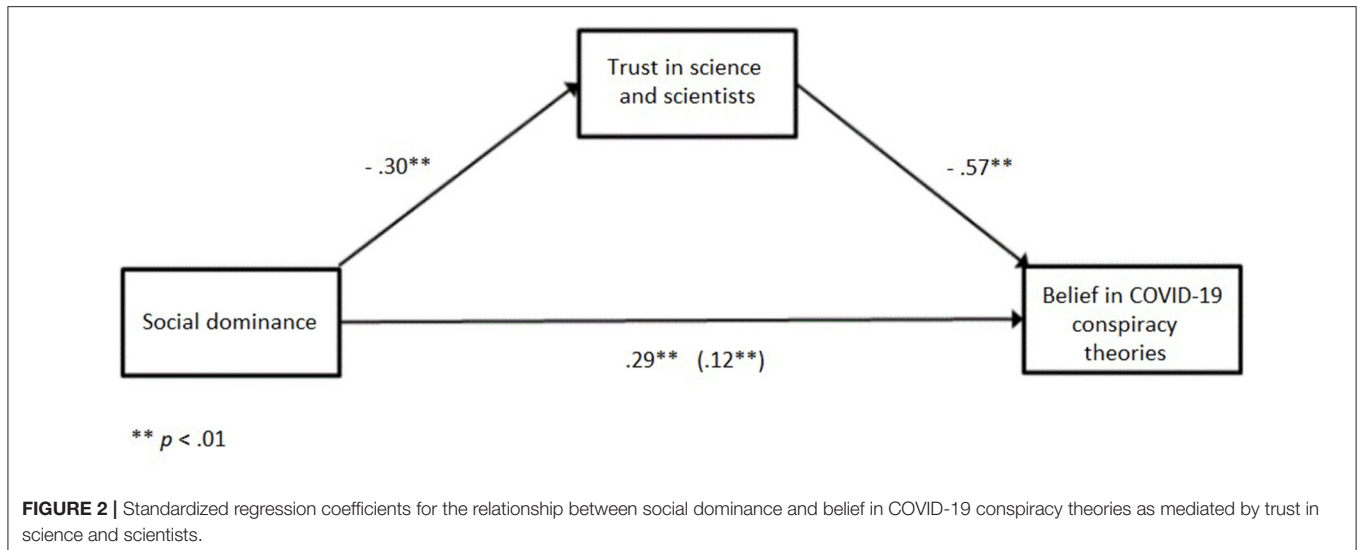 Trust in science
and scientists
- .30**
- .57**
Social dominance
Belief in COVID-19
conspiracy
theories
.29** (.12**)
** p < .01
FIGURE 2 | Standardized regression coefficients for the relationship between social dominance and belief in COVID-19 conspiracy theories as mediated by trust in
science and scientists.